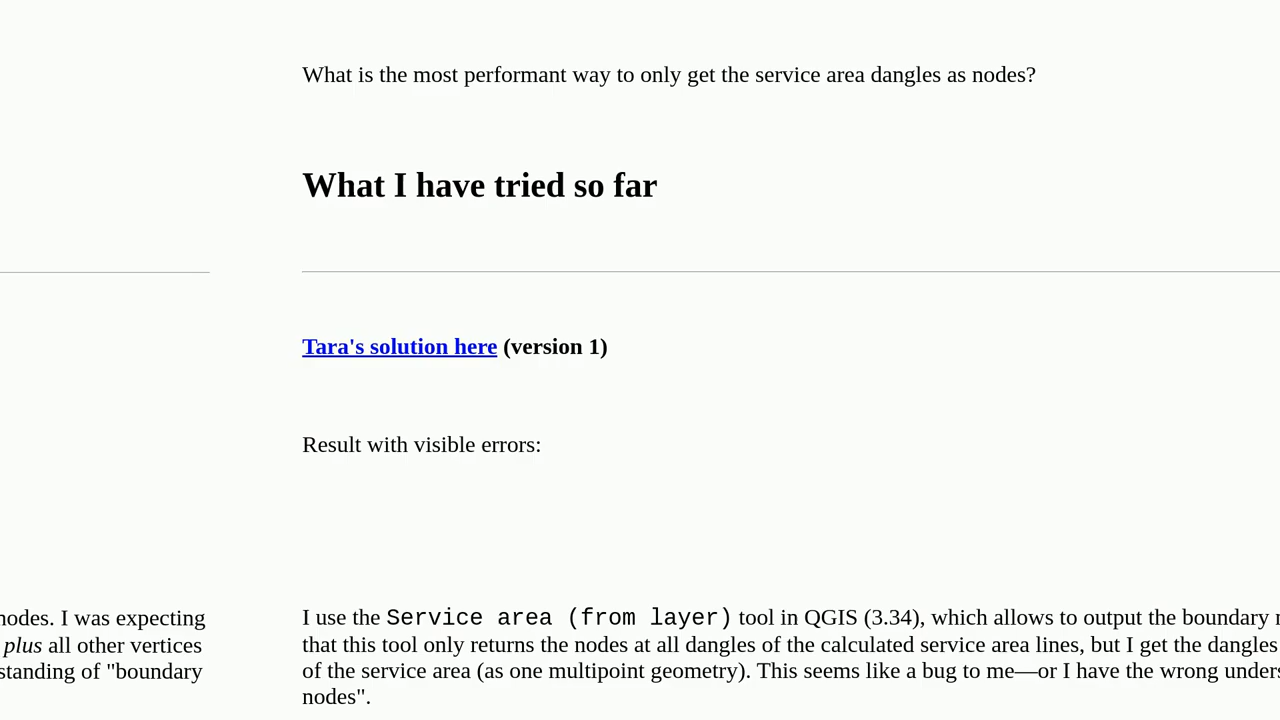 What is the most performant way to only get the service area dangles as nodes?
What I have tried so far
Tara's solution here (version 1)
Result with visible errors:
nodes. I was expecting
plus all other vertices
standing of "boundary
I use the Service area (from layer) tool in QGIS (3.34), which allows to output the boundary
that this tool only returns the nodes at all dangles of the calculated service area lines, but I get the dangles
of the service area (as one multipoint geometry). This seems like a bug to me—or I have the wrong
nodes".